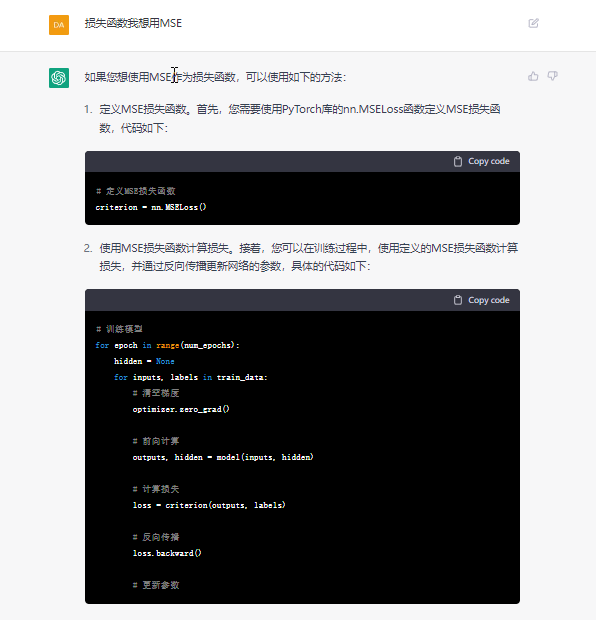 DA
损失函数我想用MSE
如果您想使用MSE作为损失函数，可以使用如下的方法：
1. 定义MSE损失函数。首先，您需要使用PyTorch库的nn.MSELoss函数定义MSE损失函
数，代码如下：
Copy code
# 定义MSE损失函数
criterion = nn.MSELoss()
2. 使用MSE损失函数计算损失。接着，您可以在训练过程中，使用定义的MSE损失函数计算
损失，并通过反向传播更新网络的参数，具体的代码如下：
Copy code
# 训练模型
for epoch in range(num_epochs):
hidden = None
for inputs, labels in train_data:
# 清空梯度
optimizer.zero_grad()
# 前向计算
outputs, hidden = model(inputs, hidden)
# 计算损失
loss = criterion(outputs, labels)
# 反向传播
loss.backward()
# 更新参数